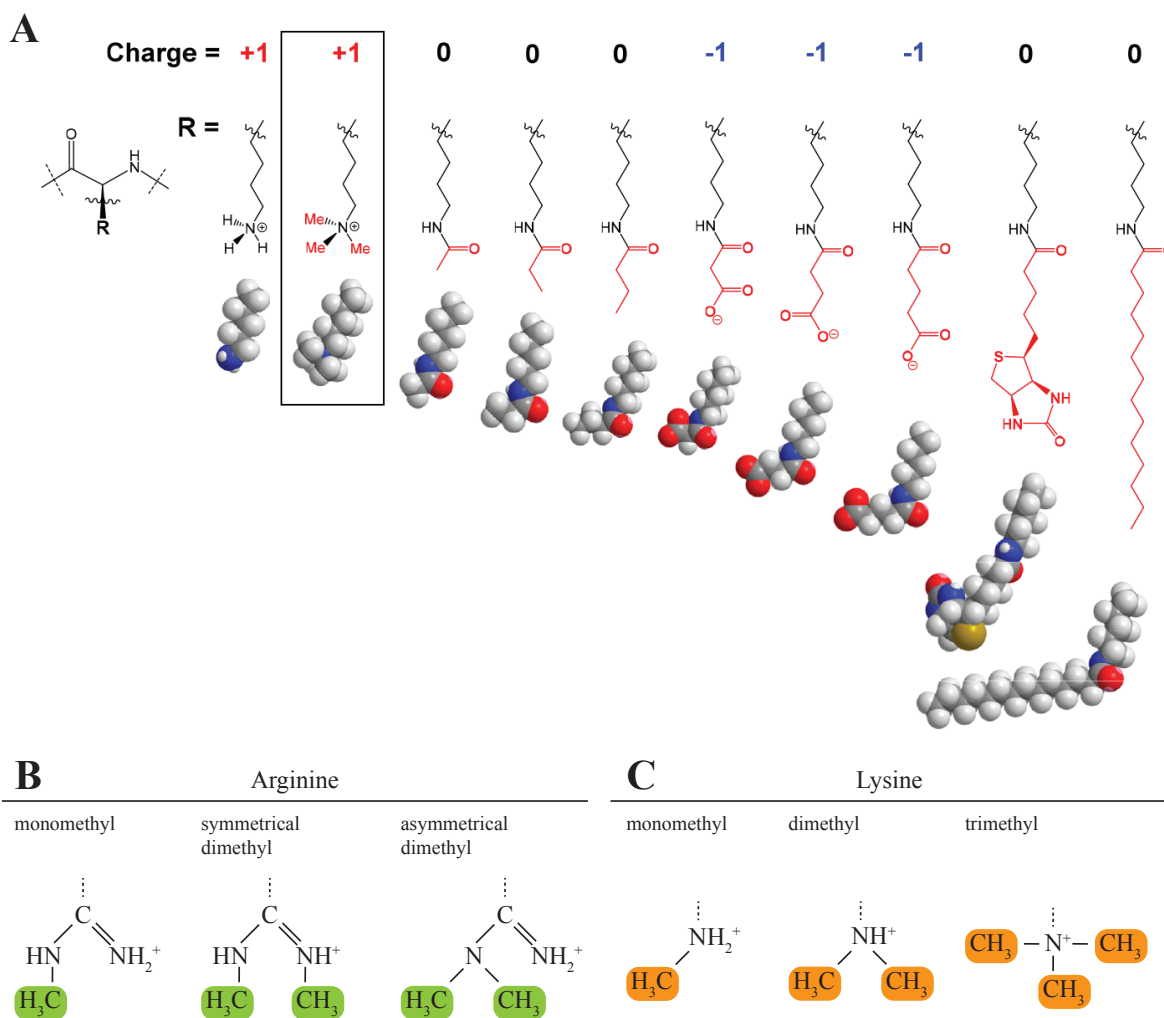 A
Charge = +1 +1 0 0 0 -1 -1 -1 0 0
R =
O
H
N
R
H
H
H
N
⊕
Me
Me
Me
N
⊕
HN O
HN O
HN O
HN O
O
O
⊖
HN O
O
O
⊖
HN O
O
O
⊖
HN O
S
NH
HN
O
HN O
B Arginine
monomethyl
symmetrical
dimethyl
asymmetrical
dimethyl
C
HN NH2+
H3C
C
HN NH+
H3C CH3
C
N NH2+
H3C CH3
C Lysine
monomethyl dimethyl trimethyl
NH2+
H3C
NH+
H3C CH3
CH3 N+ CH3
CH3